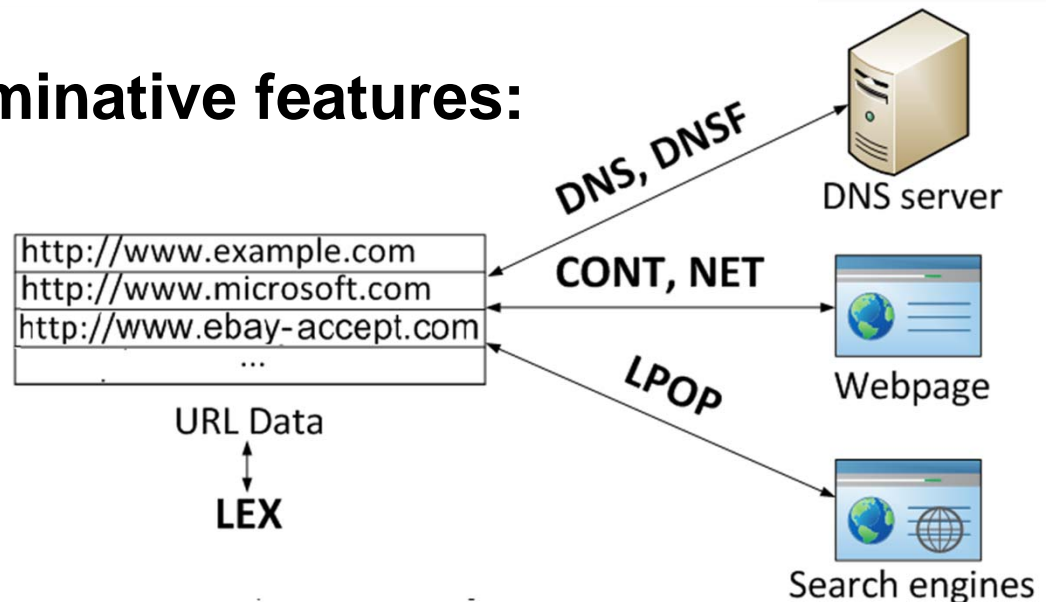 minative features:
DNS, DNSF
DNS server
http://www.example.com
http://www.microsoft.com
http://www.ebay-accept.com
...
CONT, NET
Webpage
LPOP
URL Data
LEX
Search engines